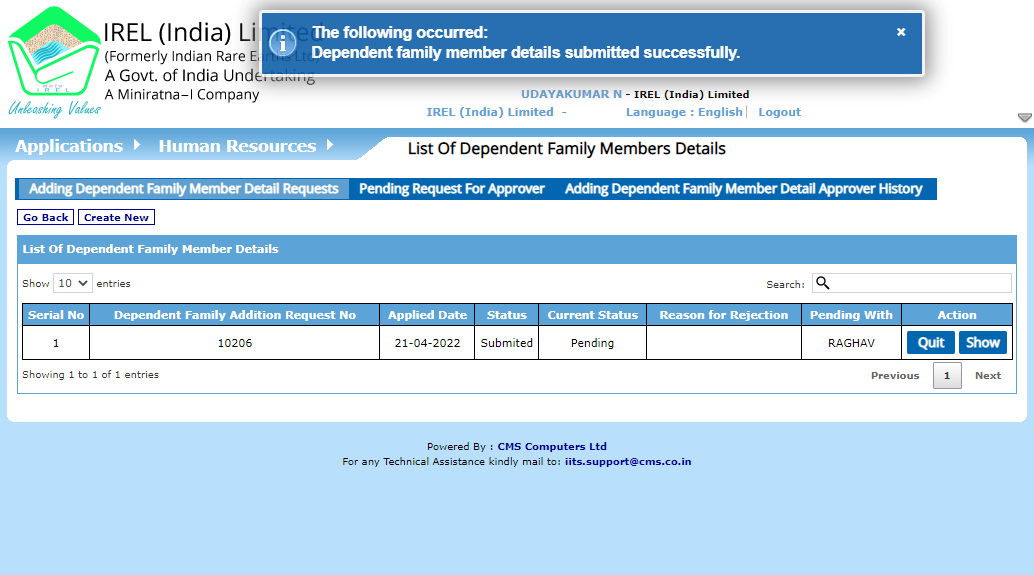 IREL (India) Limited
(Formerly Indian Rare Earths Ltd)
A Govt. of India Undertaking
A Miniratna-I Company
IREL
Unleashing Values
The following occurred:
Dependent family member details submitted successfully.
×
UDAYAKUMAR N - IREL (India) Limited
IREL (India) Limited - Language : English Logout
Applications Human Resources List Of Dependent Family Members Details
Adding Dependent Family Member Detail Requests Pending Request For Approver Adding Dependent Family Member Detail Approver History
Go Back Create New
List Of Dependent Family Member Details
Show 10 entries Search:
Serial No Dependent Family Addition Request No Applied Date Status Current Status Reason for Rejection Pending With Action
1 10206 21-04-2022 Submited Pending RAGHAV Quit Show
Showing 1 to 1 of 1 entries Previous 1 Next
Powered By : CMS Computers Ltd
For any Technical Assistance kindly mail to: iits.support@cms.co.in